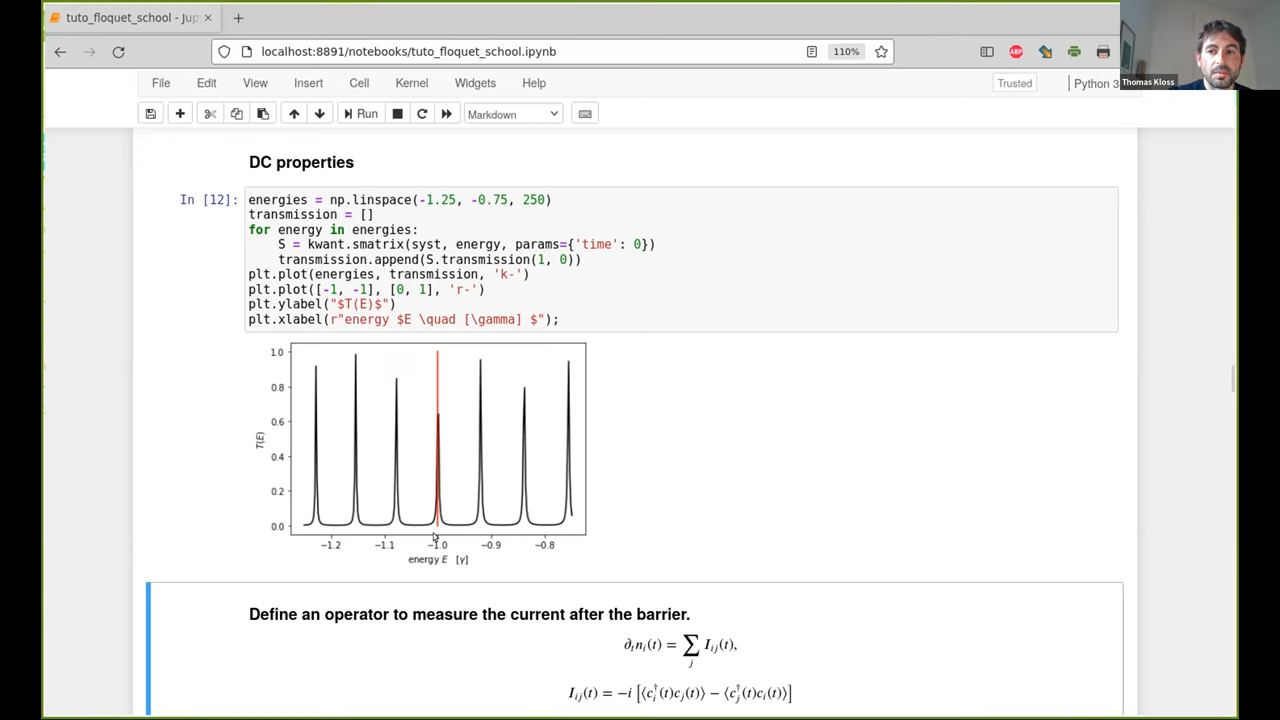 tuto_floquet_school - Jup
localhost:8891/notebooks/tuto_floquet_school.ipynb
110%
ABP
Thomas Kloss
File Edit View Insert Cell Kernel Widgets Help
Trusted
Python 3
Run
Markdown
DC properties
In [12]:
energies = np.linspace(-1.25, -0.75, 250)
transmission = []
for energy in energies:
    S = kwant.smatrix(syst, energy, params={'time': 0})
    transmission.append(S.transmission(1, 0))
plt.plot(energies, transmission, 'k-')
plt.plot([-1, -1], [0, 1], 'r-')
plt.ylabel("$T(E)$")
plt.xlabel(r"energy $E \quad [\gamma] $");
1.0
0.8
0.6
0.4
0.2
0.0
T(E)
−1.2 −1.1 −1.0 −0.9 −0.8
energy E [γ]
Define an operator to measure the current after the barrier.
∂ₜnᵢ(t) = ∑ⱼ Iᵢⱼ(t),
Iᵢⱼ(t) = −i [⟨cᵢ†(t)cⱼ(t)⟩ − ⟨cⱼ†(t)cᵢ(t)⟩]